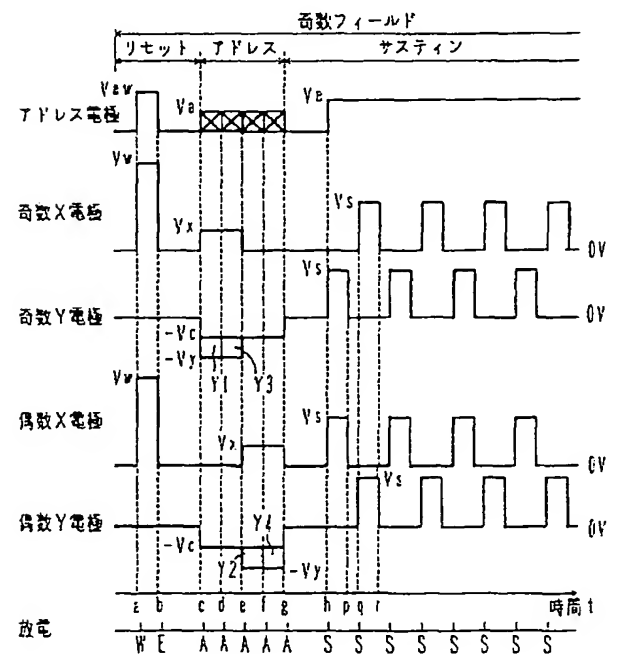 奇数フィールド
リセット アドレス サスティン
Vaw Va Ve
アドレス電極
Vw
奇数X電極 Vx Vs 0V
奇数Y電極 Vs 0V
-Vc
-Vy Y1 Y3
Vw
偶数X電極 Vx Vs 0V
偶数Y電極 Vs 0V
-Vc Y2 Y4 -Vy
a b c d e f g h p q r 時間 t
放電
W E A A A A A S S S S S S S S